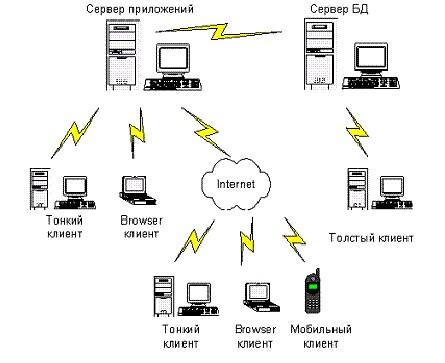 Сервер приложений
Сервер БД
Тонкий
клиент
Browser
клиент
Internet
Толстый клиент
Тонкий
клиент
Browser
клиент
Мобильный
клиент